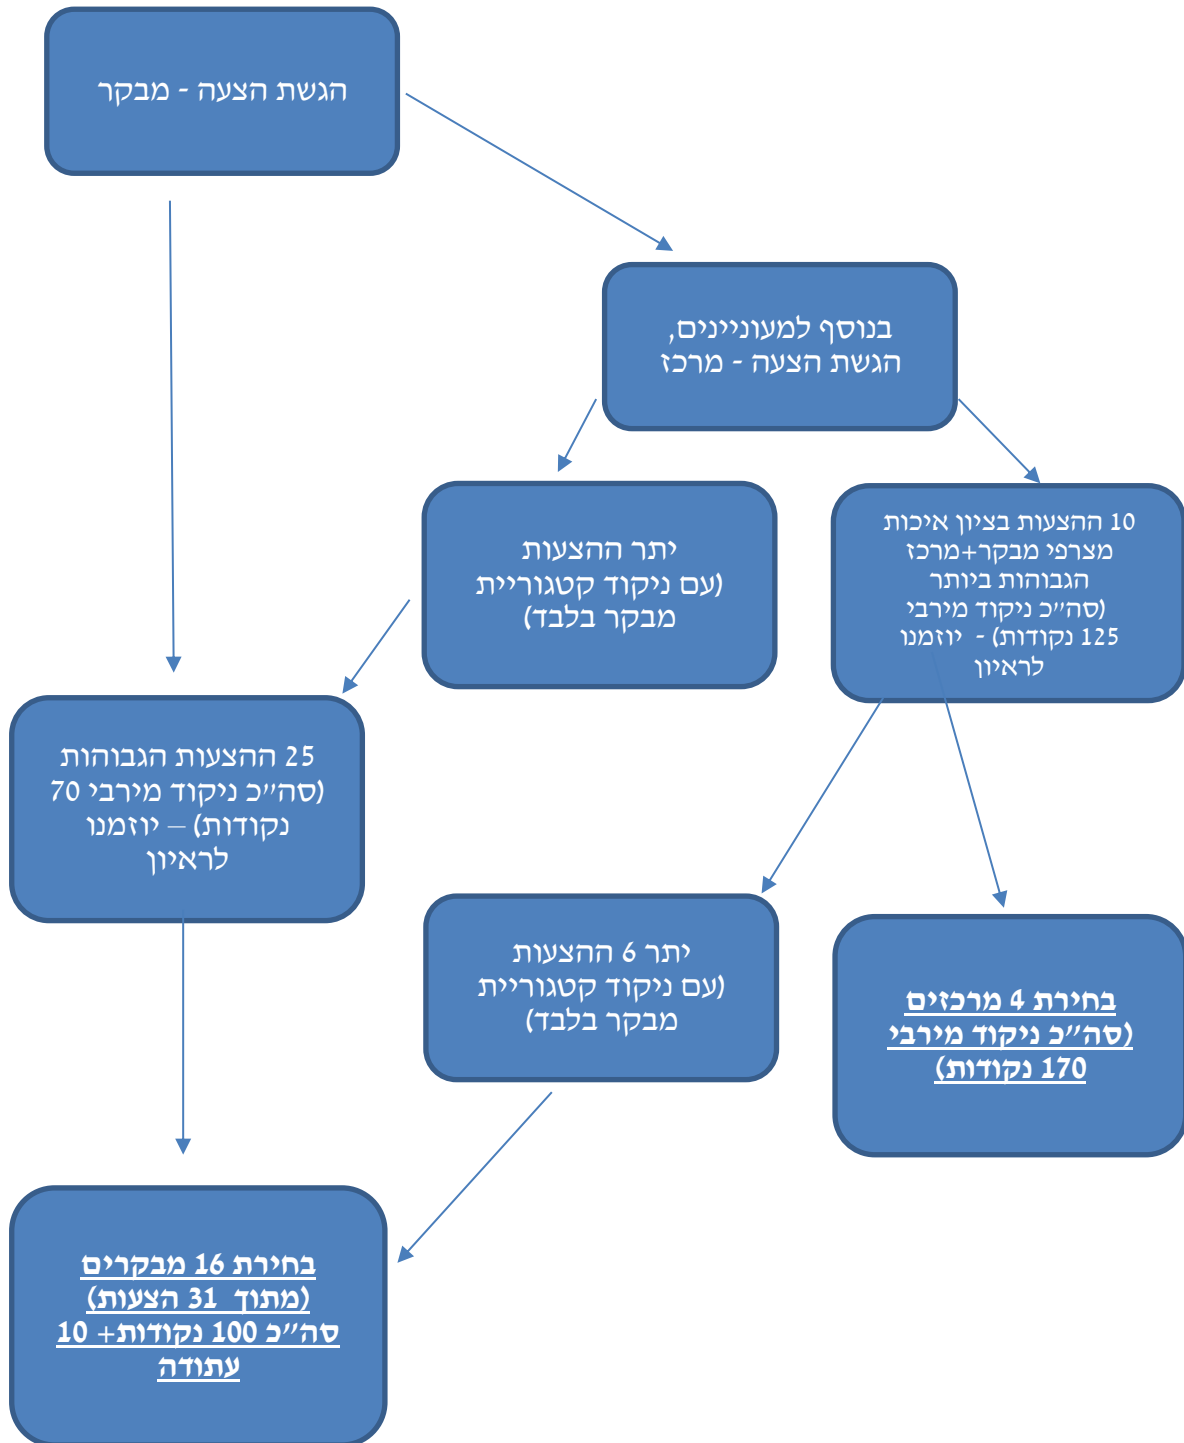 הגשת הצעה - מבקר
בנוסף למעוניינים,
הגשת הצעה - מרכז
10 ההצעות בציון איכות
מצרפי מבקר+מרכז
הגבוהות ביותר
(סה"כ ניקוד מירבי
125 נקודות) - יוזמנו
לראיון
יתר ההצעות
(עם ניקוד קטגוריית
מבקר בלבד)
25 ההצעות הגבוהות
(סה"כ ניקוד מירבי 70
נקודות) – יוזמנו
לראיון
יתר 6 ההצעות
(עם ניקוד קטגוריית
מבקר בלבד)
בחירת 4 מרכזים
(סה"כ ניקוד מירבי
170 נקודות)
בחירת 16 מבקרים
(מתוך 31 הצעות)
סה"כ 100 נקודות+ 10
עתודה